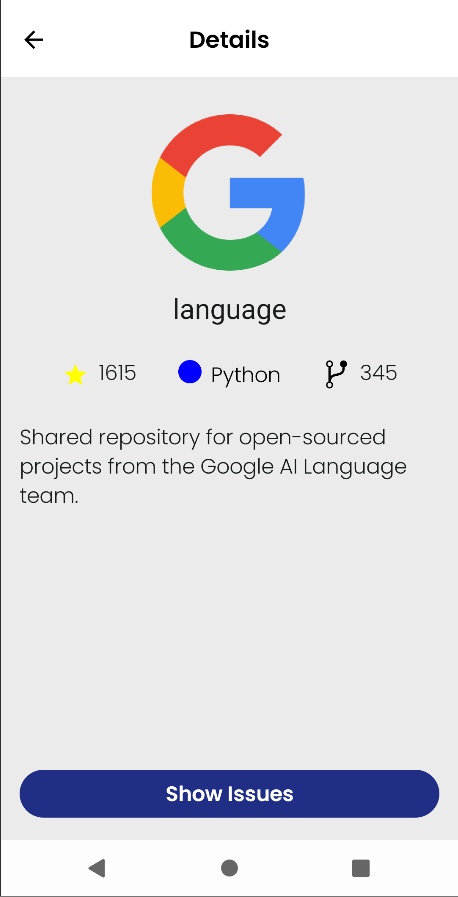 Details
language
1615 Python 345
Shared repository for open-sourced
projects from the Google AI Language
team.
Show Issues